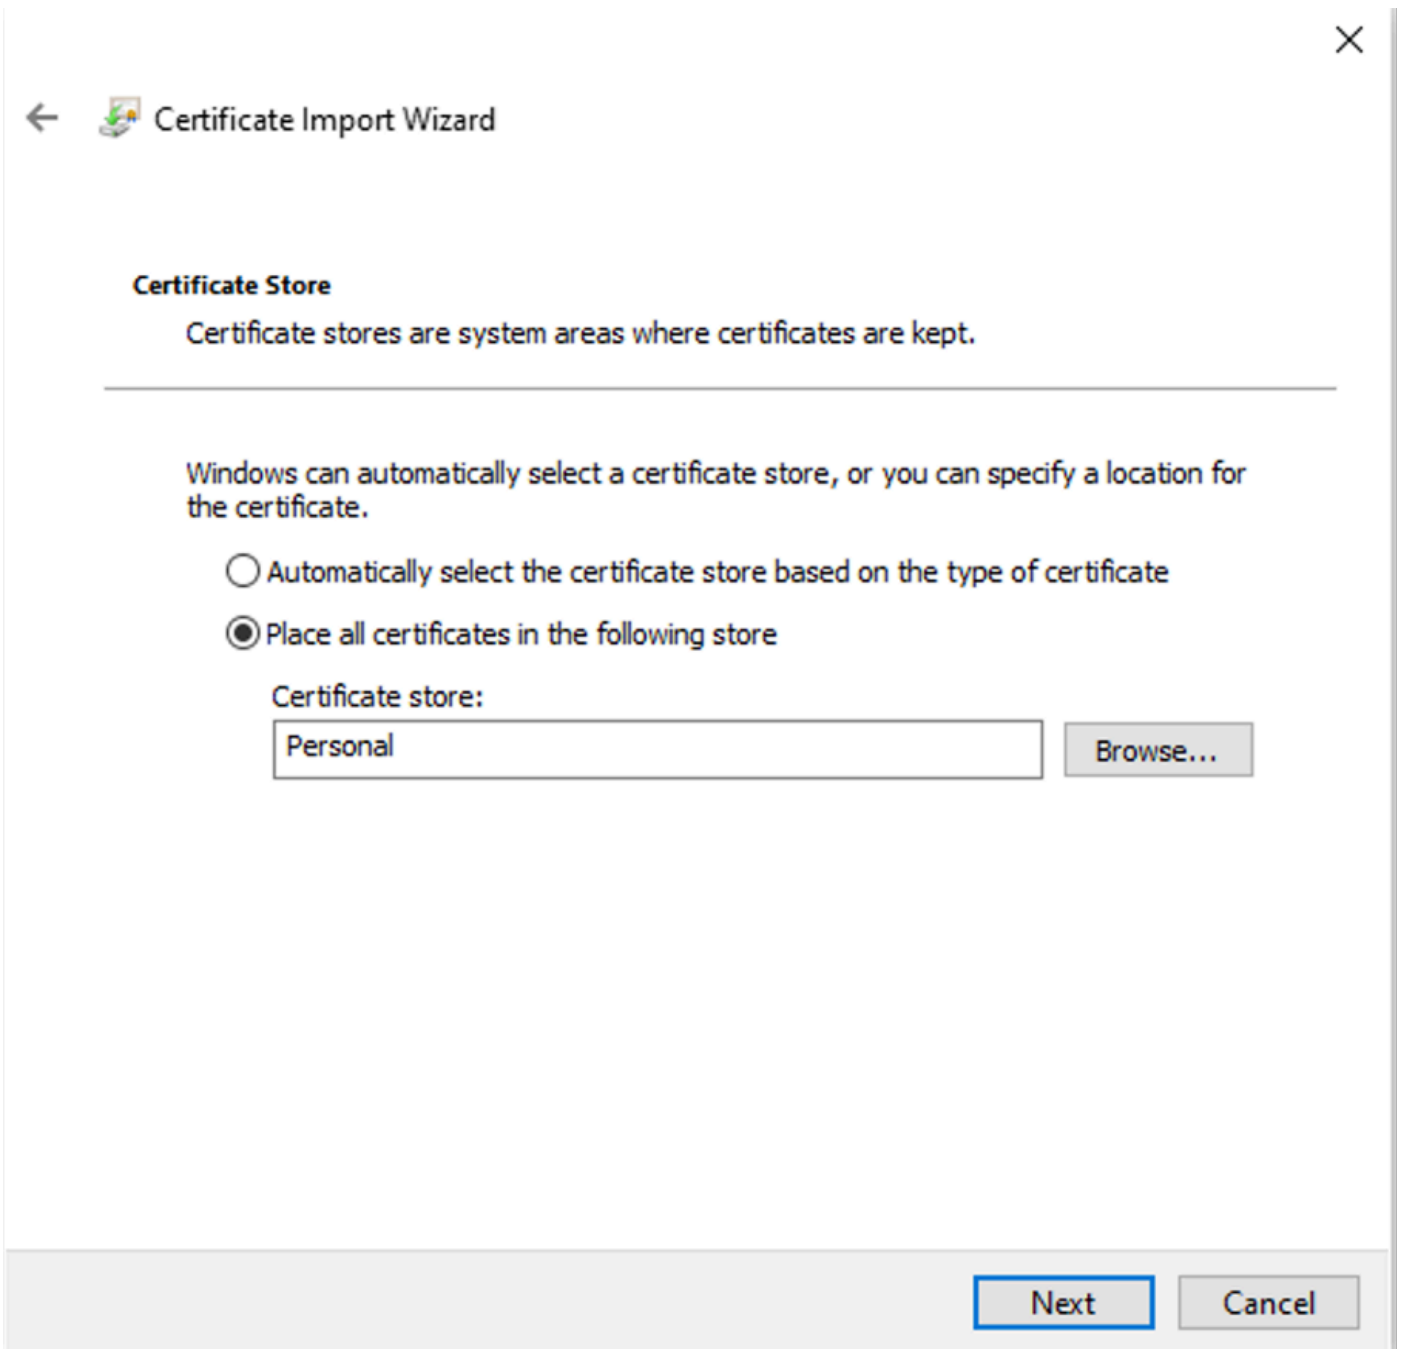 Certificate Import Wizard
Certificate Store
Certificate stores are system areas where certificates are kept.
Windows can automatically select a certificate store, or you can specify a location for
the certificate.
Automatically select the certificate store based on the type of certificate
Place all certificates in the following store
Certificate store:
Personal
Browse...
Next
Cancel